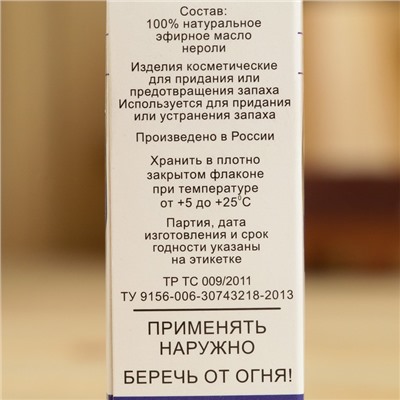 Состав:
100% натуральное
эфирное масло
нероли
Изделия косметические
для придания или
предотвращения запаха
Используется для придания
или устранения запаха
Произведено в России
Хранить в плотно
закрытом флаконе
при температуре
от +5 до +25°С
Партия, дата
изготовления и срок
годности указаны
на этикетке
ТР ТС 009/2011
ТУ 9156-006-30743218-2013
ПРИМЕНЯТЬ
НАРУЖНО
БЕРЕЧЬ ОТ ОГНЯ!